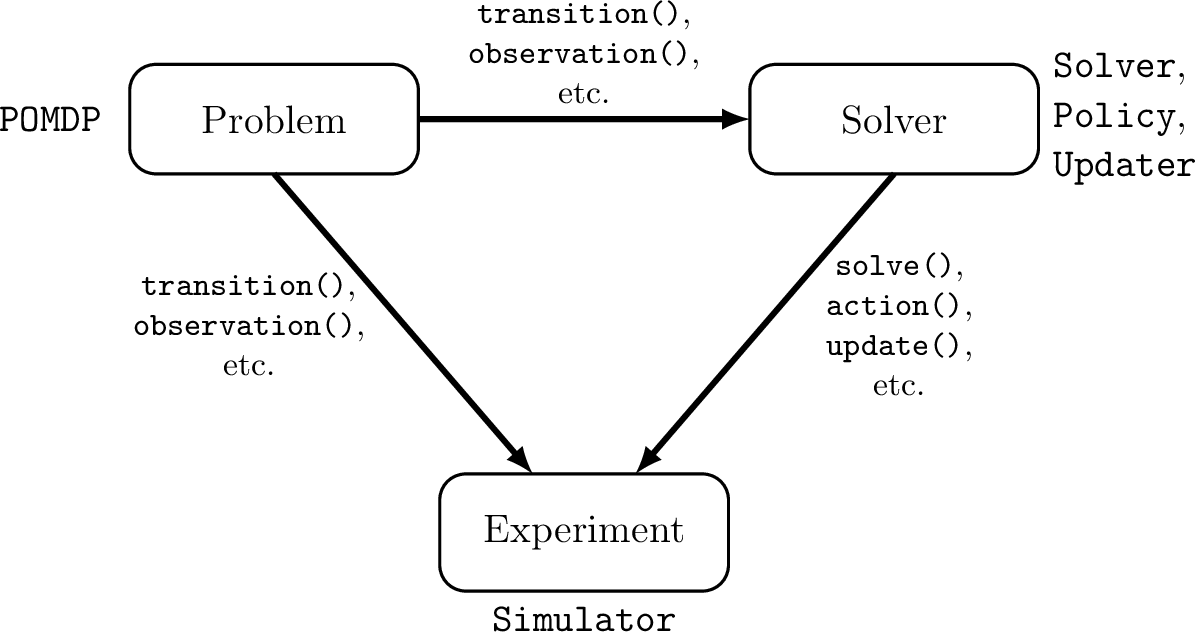 transition(),
observation(),
etc.
POMDP
Problem
Solver
Solver,
Policy,
Updater
transition(),
observation(),
etc.
solve(),
action(),
update(),
etc.
Experiment
Simulator